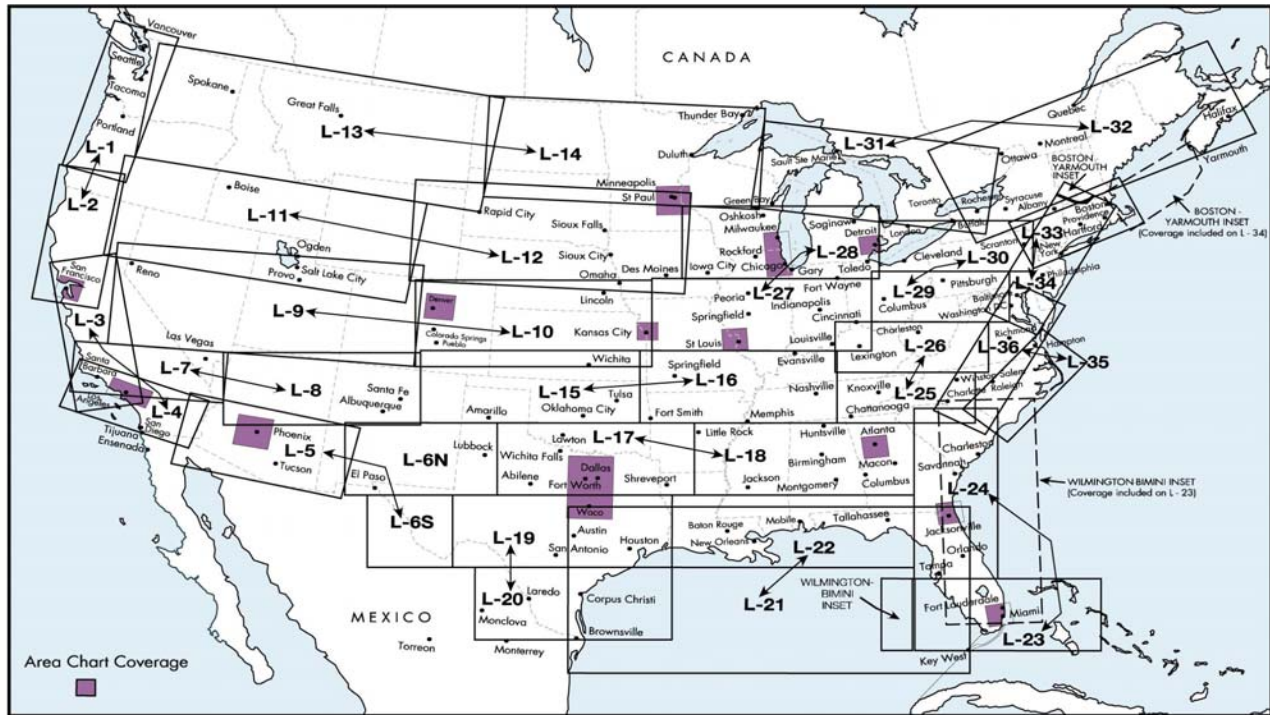 Vancouver
CANADA
Seattle
Tacoma
Portland
Spokane
Great Falls
L-13
L-14
Thunder Bay
Duluth
Sault Ste Marie
L-31
L-32
Quebec
Montreal
Ottawa
Halifax
Yarmouth
BOSTON
YARMOUTH
INSET
BOSTON -
YARMOUTH INSET
(Coverage included on L - 34)
L-1
L-2
Boise
L-11
Rapid City
Minneapolis
St Paul
Green Bay
Oshkosh
Milwaukee
Saginaw
Detroit
London
Toronto
Rochester
Buffalo
Syracuse
Albany
Boston
Providence
Hartford
Scranton
L-33
New
York
L-34
Philadelphia
Sioux Falls
Sioux City
L-12
Omaha
Des Moines
Iowa City
Rockford
Chicago
Gary
L-28
Toledo
Cleveland
L-30
San
Francisco
Reno
Ogden
Salt Lake City
Provo
L-9
L-10
Denver
Colorado Springs
Pueblo
Lincoln
Kansas City
Peoria
L-27
Fort Wayne
Indianapolis
Springfield
Cincinnati
St Louis
Louisville
Evansville
L-29
Columbus
Pittsburgh
Baltimore
Washington DC
Charleston
Richmond
Hampton
L-36
L-35
L-26
Lexington
L-25
L-3
Las Vegas
L-7
L-8
L-4
Santa
Barbara
Los
Angeles
San
Diego
Tijuana
Ensenada
Santa Fe
Albuquerque
Wichita
L-15
L-16
Springfield
Tulsa
Oklahoma City
Amarillo
Fort Smith
Nashville
Memphis
Knoxville
Chattanooga
Winston Salem
Raleigh
Charlotte
Phoenix
L-5
Tucson
El Paso
L-6N
Lubbock
L-6S
Lawton
L-17
Wichita Falls
Abilene
Dallas
Fort Worth
Waco
Shreveport
Little Rock
L-18
Jackson
Huntsville
Birmingham
Montgomery
Atlanta
Macon
Columbus
Charleston
Savannah
L-24
Jacksonville
WILMINGTON-BIMINI INSET
(Coverage included on L - 23)
L-19
Austin
San Antonio
Houston
Baton Rouge
New Orleans
Mobile
Tallahassee
L-22
L-21
Orlando
Tampa
WILMINGTON-
BIMINI
INSET
Fort Lauderdale
Miami
L-23
Key West
L-20
Laredo
Monclova
Corpus Christi
Brownsville
Monterrey
MEXICO
Torreon
Area Chart Coverage